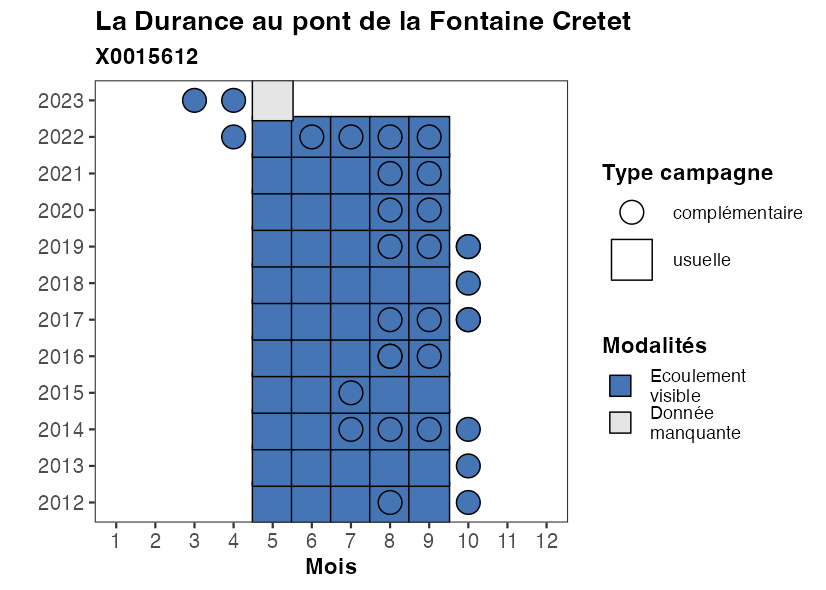 La Durance au pont de la Fontaine Cretet
X0015612
2023
2022
2021
2020
2019
2018
2017
2016
2015
2014
2013
2012
1 2 3 4 5 6 7 8 9 10 11 12
Mois
Type campagne
complémentaire
usuelle
Modalités
Ecoulement
visible
Donnée
manquante